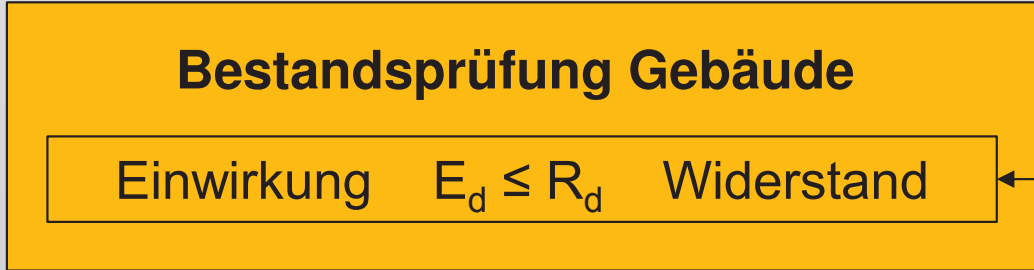 Bestandsprüfung Gebäude
Einwirkung E_d ≤ R_d Widerstand